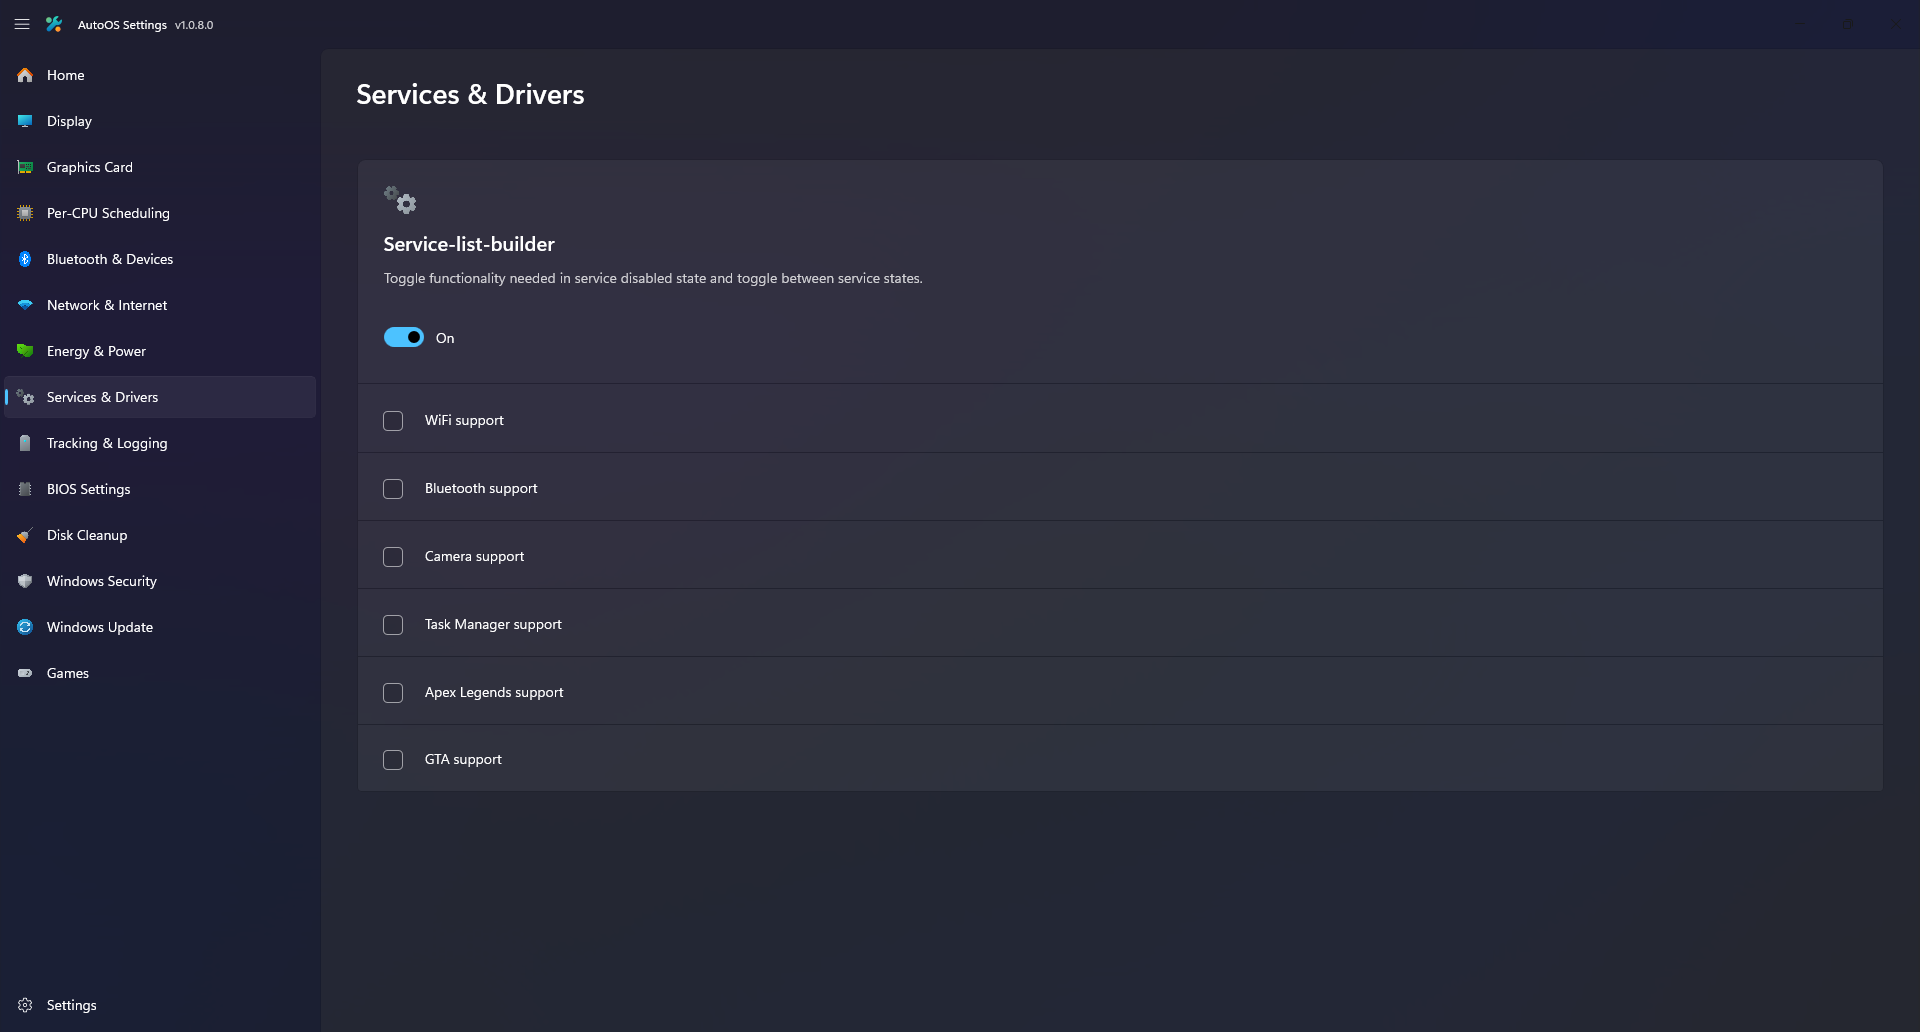 AutoOS Settings v1.0.8.0
Home
Display
Graphics Card
Per-CPU Scheduling
Bluetooth & Devices
Network & Internet
Energy & Power
Services & Drivers
Tracking & Logging
BIOS Settings
Disk Cleanup
Windows Security
Windows Update
Games
Settings
Services & Drivers
Service-list-builder
Toggle functionality needed in service disabled state and toggle between service states.
On
WiFi support
Bluetooth support
Camera support
Task Manager support
Apex Legends support
GTA support